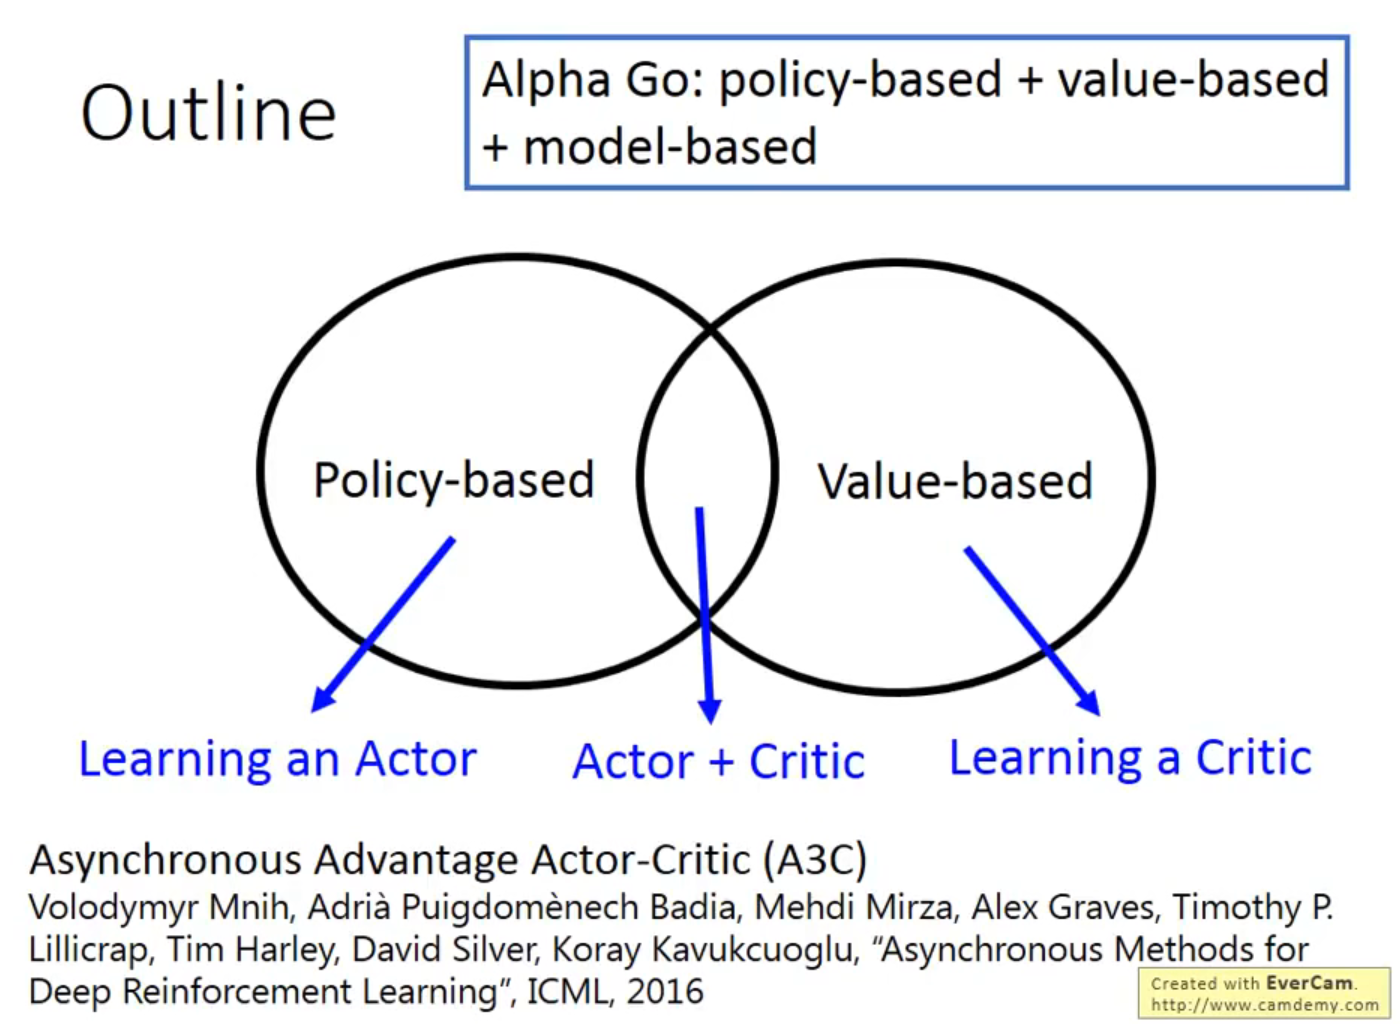 Outline
Alpha Go: policy-based + value-based
+ model-based
Policy-based
Value-based
Learning an Actor
Actor + Critic
Learning a Critic
Asynchronous Advantage Actor-Critic (A3C)
Volodymyr Mnih, Adrià Puigdomènech Badia, Mehdi Mirza, Alex Graves, Timothy P.
Lillicrap, Tim Harley, David Silver, Koray Kavukcuoglu, “Asynchronous Methods for
Deep Reinforcement Learning”, ICML, 2016
Created with EverCam.
http://www.camdemy.com